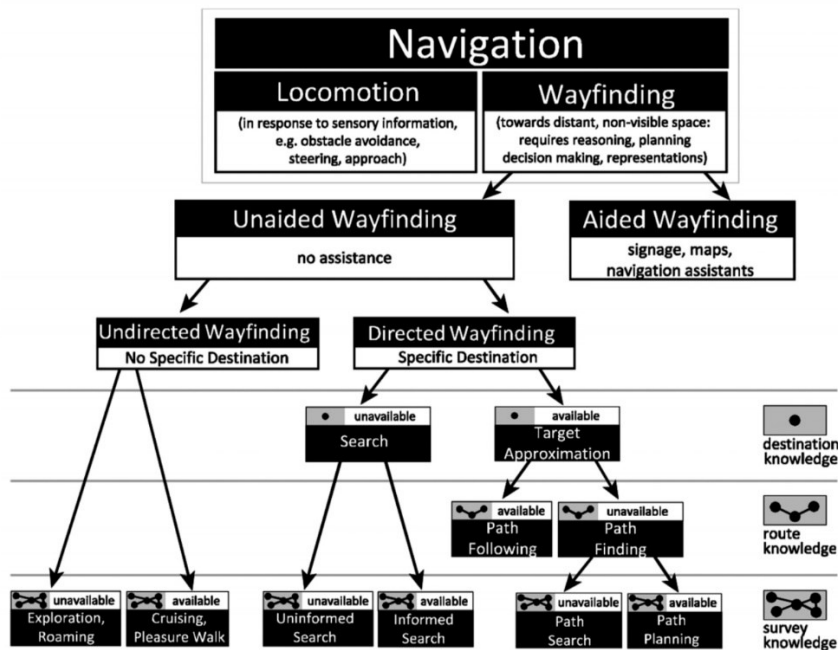 Navigation
Locomotion
(in response to sensory information,
e.g. obstacle avoidance,
steering, approach)
Wayfinding
(towards distant, non-visible space:
requires reasoning, planning
decision making, representations)
Unaided Wayfinding
no assistance
Aided Wayfinding
signage, maps,
navigation assistants
Undirected Wayfinding
No Specific Destination
Directed Wayfinding
Specific Destination
unavailable
Search
available
Target
Approximation
destination
knowledge
available
Path
Following
unavailable
Path
Finding
route
knowledge
unavailable
Exploration,
Roaming
available
Cruising,
Pleasure Walk
unavailable
Uninformed
Search
available
Informed
Search
unavailable
Path
Search
available
Path
Planning
survey
knowledge